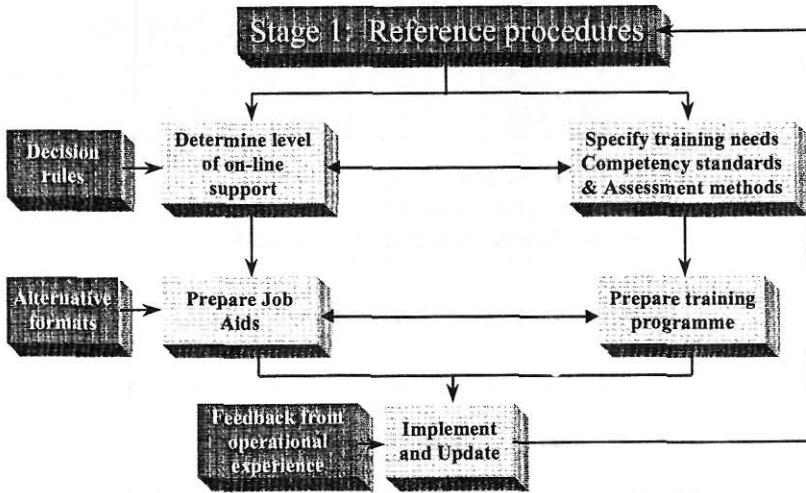 Stage 1: Reference procedures
Decision
rules
Determine level
of on-line
support
Specify training needs
Competency standards
& Assessment methods
Alternative
formats
Prepare Job
Aids
Prepare training
programme
Feedback from
operational
experience
Implement
and Update